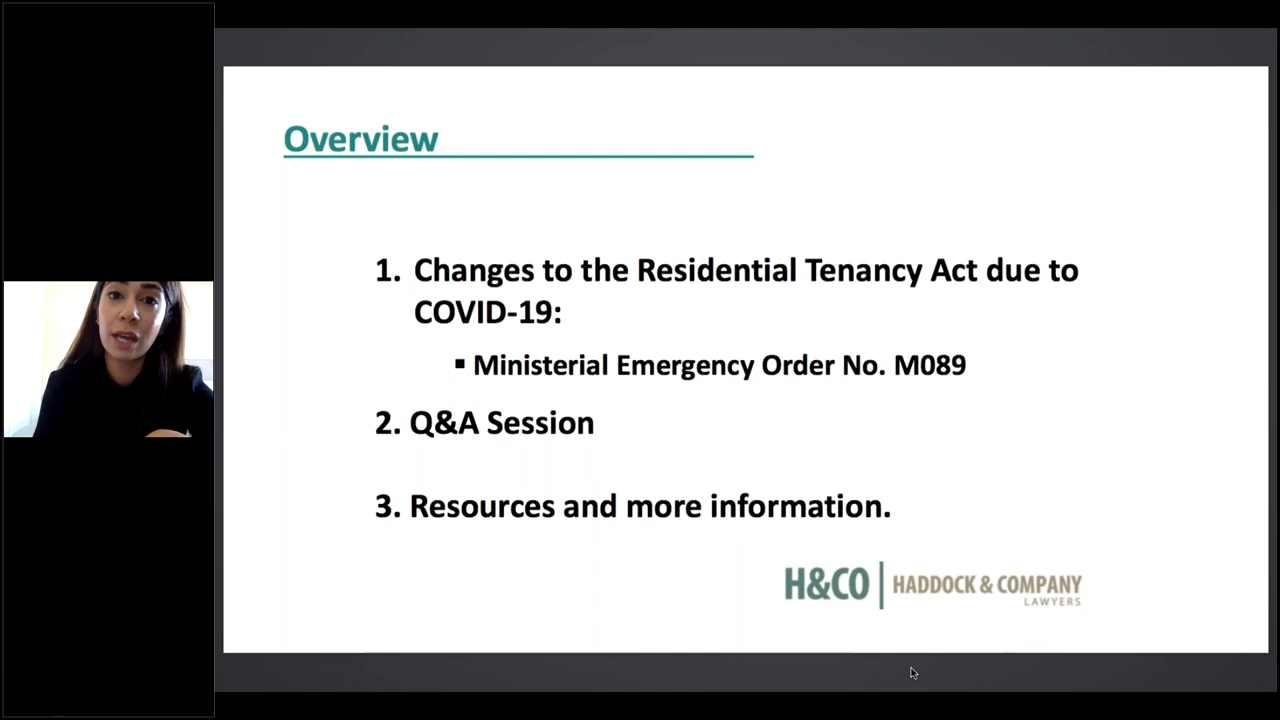 Overview
1. Changes to the Residential Tenancy Act due to
COVID-19:
▪ Ministerial Emergency Order No. M089
2. Q&A Session
3. Resources and more information.
H&CO | HADDOCK & COMPANY
LAWYERS